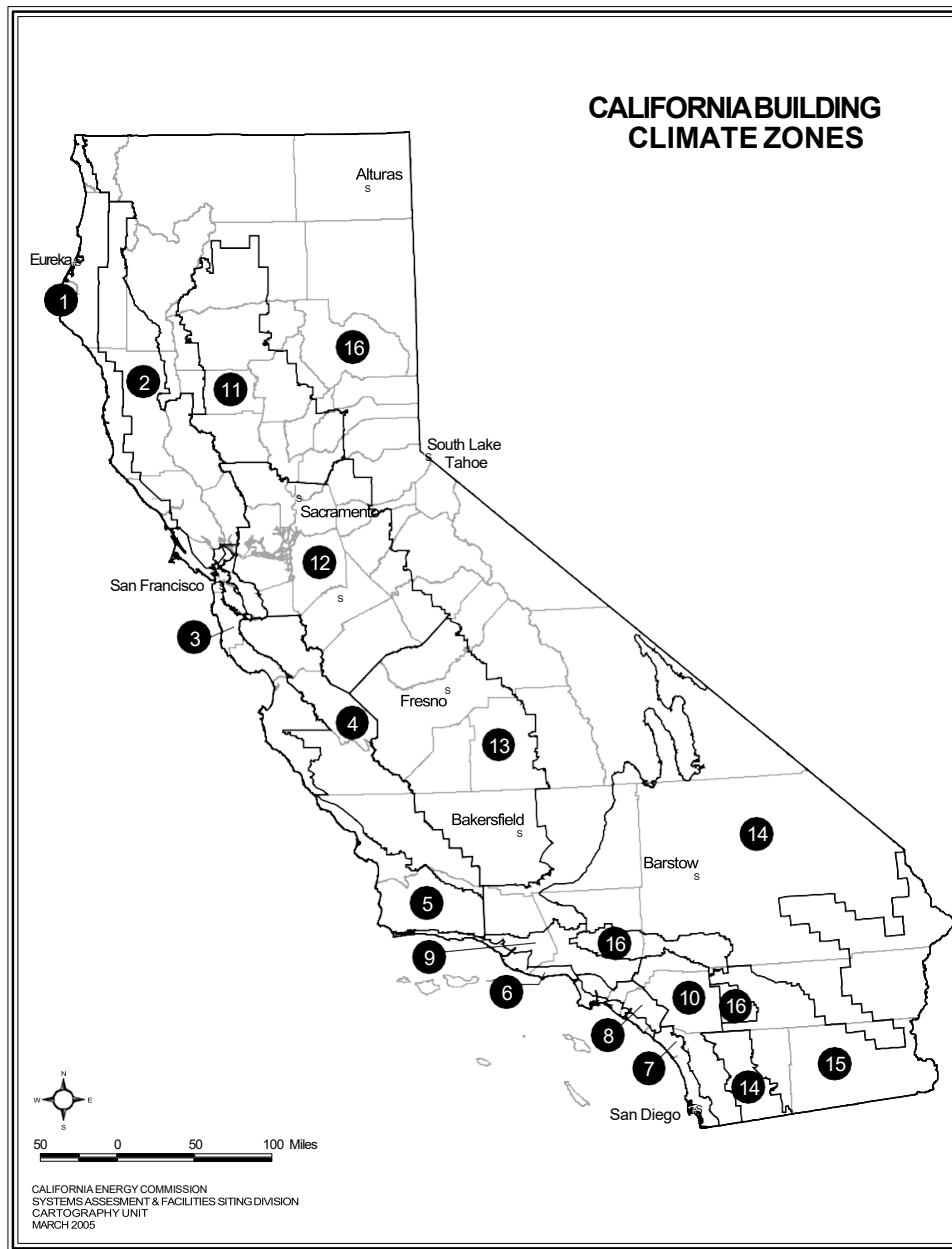 CALIFORNIA BUILDING
CLIMATE ZONES
Alturas
S
Eureka
S
1
16
2
11
South Lake
Tahoe
S
S
Sacramento
12
San Francisco
S
S
3
Fresno
S
4
13
Bakersfield
S
14
Barstow
S
5
9
16
6
10
16
8
7
15
14
San Diego
S
N
W
E
S
50 0 50 100 Miles
CALIFORNIA ENERGY COMMISSION
SYSTEMS ASSESMENT & FACILITIES SITING DIVISION
CARTOGRAPHY UNIT
MARCH 2005